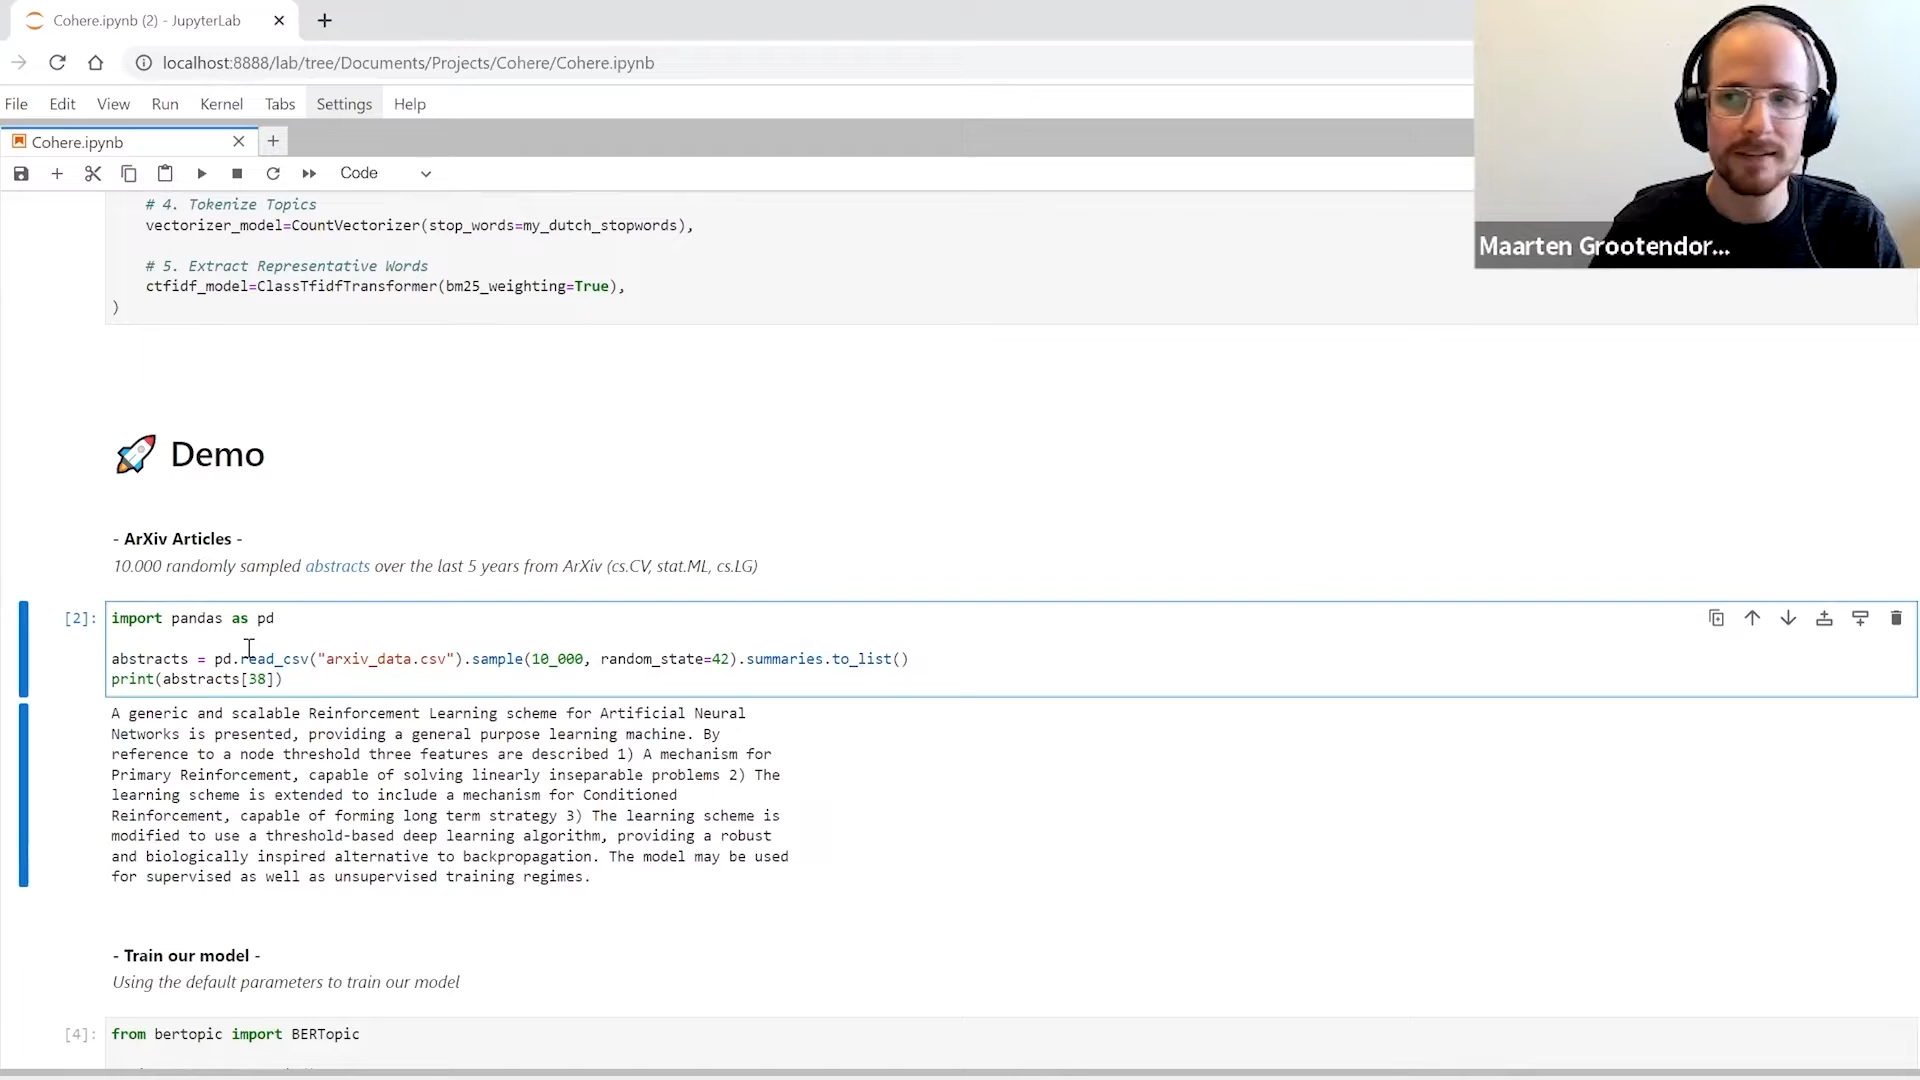 Cohere.ipynb (2) - JupyterLab
localhost:8888/lab/tree/Documents/Projects/Cohere/Cohere.ipynb
File Edit View Run Kernel Tabs Settings Help
Cohere.ipynb
Code
# 4. Tokenize Topics
vectorizer_model=CountVectorizer(stop_words=my_dutch_stopwords),
# 5. Extract Representative Words
ctfidf_model=ClassTfidfTransformer(bm25_weighting=True),
)
Maarten Grootendor...
Demo
- ArXiv Articles -
10.000 randomly sampled abstracts over the last 5 years from ArXiv (cs.CV, stat.ML, cs.LG)
[2]: import pandas as pd
abstracts = pd.read_csv("arxiv_data.csv").sample(10_000, random_state=42).summaries.to_list()
print(abstracts[38])
A generic and scalable Reinforcement Learning scheme for Artificial Neural
Networks is presented, providing a general purpose learning machine. By
reference to a node threshold three features are described 1) A mechanism for
Primary Reinforcement, capable of solving linearly inseparable problems 2) The
learning scheme is extended to include a mechanism for Conditioned
Reinforcement, capable of forming long term strategy 3) The learning scheme is
modified to use a threshold-based deep learning algorithm, providing a robust
and biologically inspired alternative to backpropagation. The model may be used
for supervised as well as unsupervised training regimes.
- Train our model -
Using the default parameters to train our model
[4]: from bertopic import BERTopic